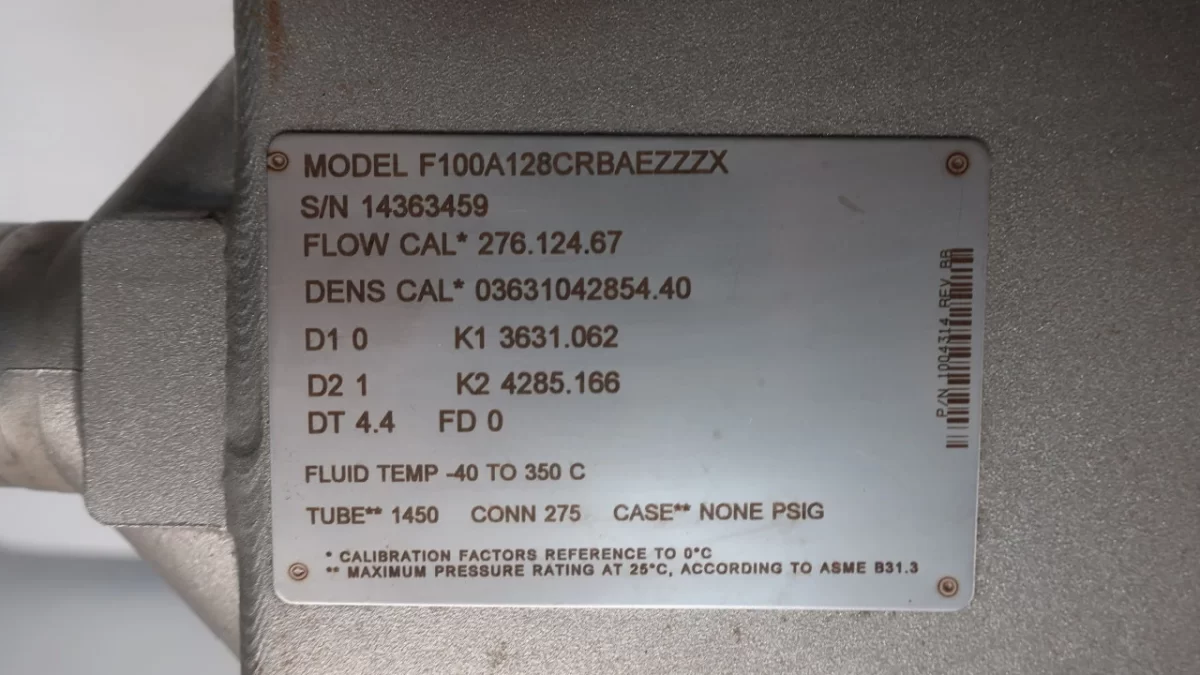 MODEL F100A128CRBAEZZZX
S/N 14363459
FLOW CAL* 276.124.67
DENS CAL* 03631042854.40
D1 0 K1 3631.062
D2 1 K2 4285.166
DT 4.4 FD 0
FLUID TEMP -40 TO 350 C
TUBE** 1450 CONN 275 CASE** NONE PSIG
* CALIBRATION FACTORS REFERENCE TO 0°C
** MAXIMUM PRESSURE RATING AT 25°C, ACCORDING TO ASME B31.3
P/N 1004314 REV BB